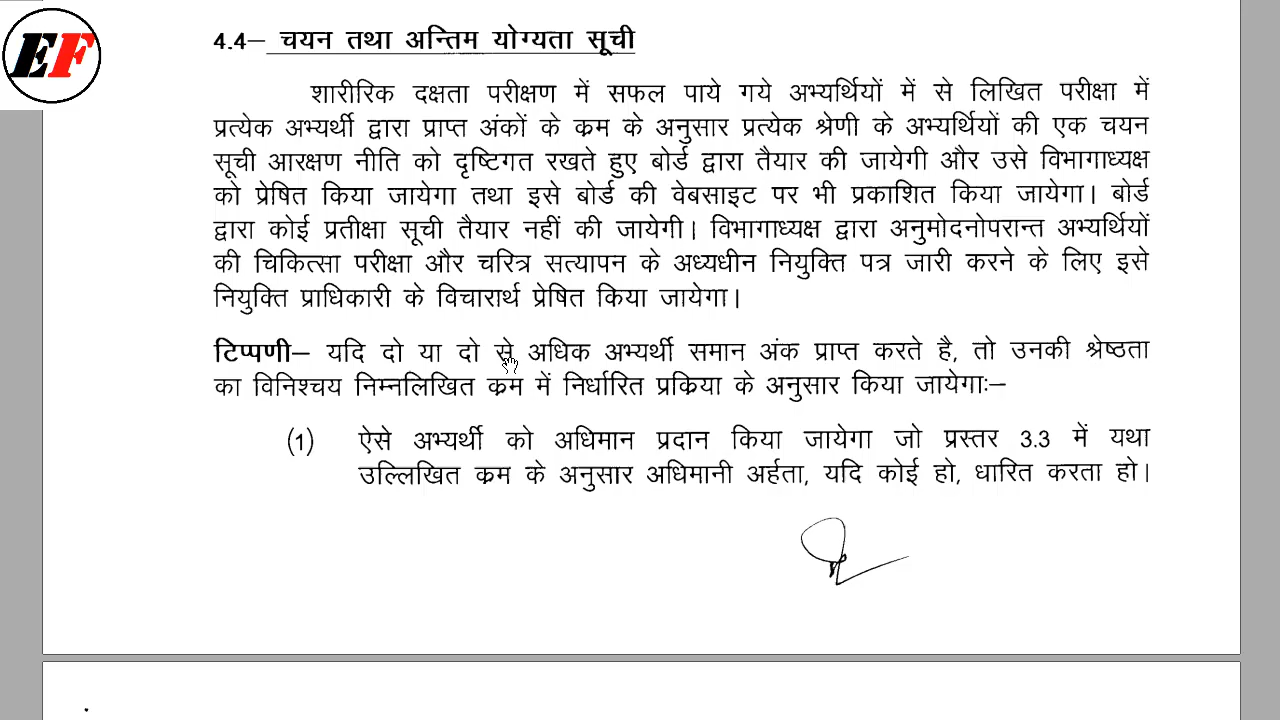 EF
4.4– चयन तथा अन्तिम योग्यता सूची
शारीरिक दक्षता परीक्षण में सफल पाये गये अभ्यर्थियों में से लिखित परीक्षा में
प्रत्येक अभ्यर्थी द्वारा प्राप्त अंकों के क्रम के अनुसार प्रत्येक श्रेणी के अभ्यर्थियों की एक चयन
सूची आरक्षण नीति को दृष्टिगत रखते हुए बोर्ड द्वारा तैयार की जायेगी और उसे विभागाध्यक्ष
को प्रेषित किया जायेगा तथा इसे बोर्ड की वेबसाइट पर भी प्रकाशित किया जायेगा। बोर्ड
द्वारा कोई प्रतीक्षा सूची तैयार नहीं की जायेगी। विभागाध्यक्ष द्वारा अनुमोदनोपरान्त अभ्यर्थियों
की चिकित्सा परीक्षा और चरित्र सत्यापन के अध्यधीन नियुक्ति पत्र जारी करने के लिए इसे
नियुक्ति प्राधिकारी के विचारार्थ प्रेषित किया जायेगा।
टिप्पणी– यदि दो या दो से अधिक अभ्यर्थी समान अंक प्राप्त करते है, तो उनकी श्रेष्ठता
का विनिश्चय निम्नलिखित क्रम में निर्धारित प्रक्रिया के अनुसार किया जायेगाः–
(1) ऐसे अभ्यर्थी को अधिमान प्रदान किया जायेगा जो प्रस्तर 3.3 में यथा
उल्लिखित क्रम के अनुसार अधिमानी अर्हता, यदि कोई हो, धारित करता हो।